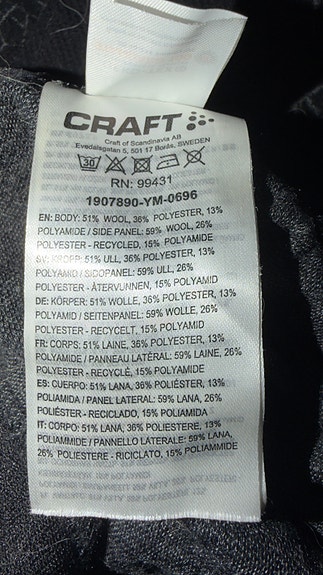 CRAFT
Craft of Scandinavia AB
Evedalsgatan 5, 501 17 Borås, SWEDEN
30
RN: 99431
1907890-YM-0696
EN: BODY: 51% WOOL, 36% POLYESTER, 13%
POLYAMIDE / SIDE PANEL: 59% WOOL, 26%
POLYESTER - RECYCLED, 15% POLYAMIDE
SV: KROPP: 51% ULL, 36% POLYESTER, 13%
POLYAMID / SIDOPANEL: 59% ULL, 26%
POLYESTER - ÅTERVUNNEN, 15% POLYAMID
DE: KÖRPER: 51% WOLLE, 36% POLYESTER, 13%
POLYAMID / SEITENPANEL: 59% WOLLE, 26%
POLYESTER - RECYCELT, 15% POLYAMID
FR: CORPS: 51% LAINE, 36% POLYESTER, 13%
POLYAMIDE / PANNEAU LATÉRAL: 59% LAINE, 26%
POLYESTER - RECYCLÉ, 15% POLYAMIDE
ES: CUERPO: 51% LANA, 36% POLIÉSTER, 13%
POLIAMIDA / PANEL LATERAL: 59% LANA, 26%
POLIÉSTER - RECICLADO, 15% POLIAMIDA
IT: CORPO: 51% LANA, 36% POLIESTERE, 13%
POLIAMMIDE / PANNELLO LATERALE: 59% LANA,
26% POLIESTERE - RICICLATO, 15% POLIAMMIDE